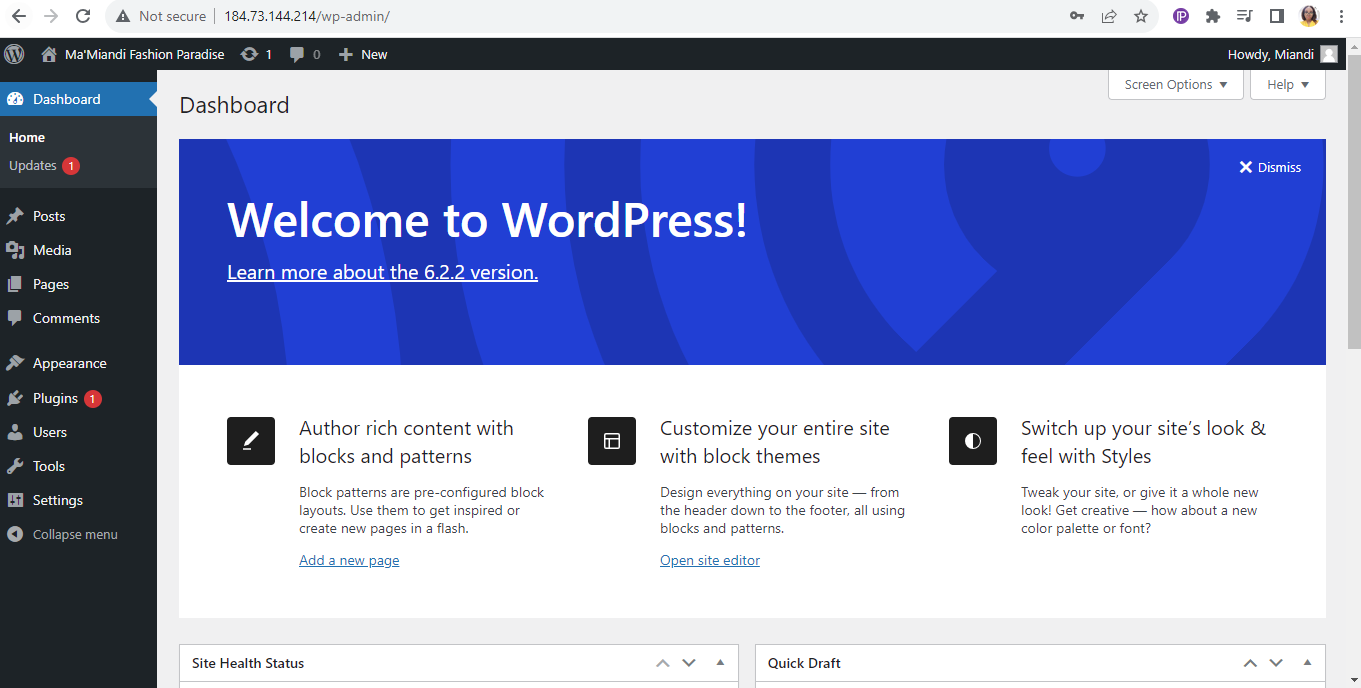 Not secure 184.73.144.214/wp-admin/
Ma'Miandi Fashion Paradise 1 0 New Howdy, Miandi
Screen Options Help
Dashboard
Home
Updates 1
Posts
Media
Pages
Comments
Appearance
Plugins 1
Users
Tools
Settings
Collapse menu
Dashboard
Dismiss
Welcome to WordPress!
Learn more about the 6.2.2 version.
Author rich content with
blocks and patterns
Block patterns are pre-configured block
layouts. Use them to get inspired or
create new pages in a flash.
Add a new page
Customize your entire site
with block themes
Design everything on your site — from
the header down to the footer, all using
blocks and patterns.
Open site editor
Switch up your site’s look &
feel with Styles
Tweak your site, or give it a whole new
look! Get creative — how about a new
color palette or font?
Site Health Status
Quick Draft